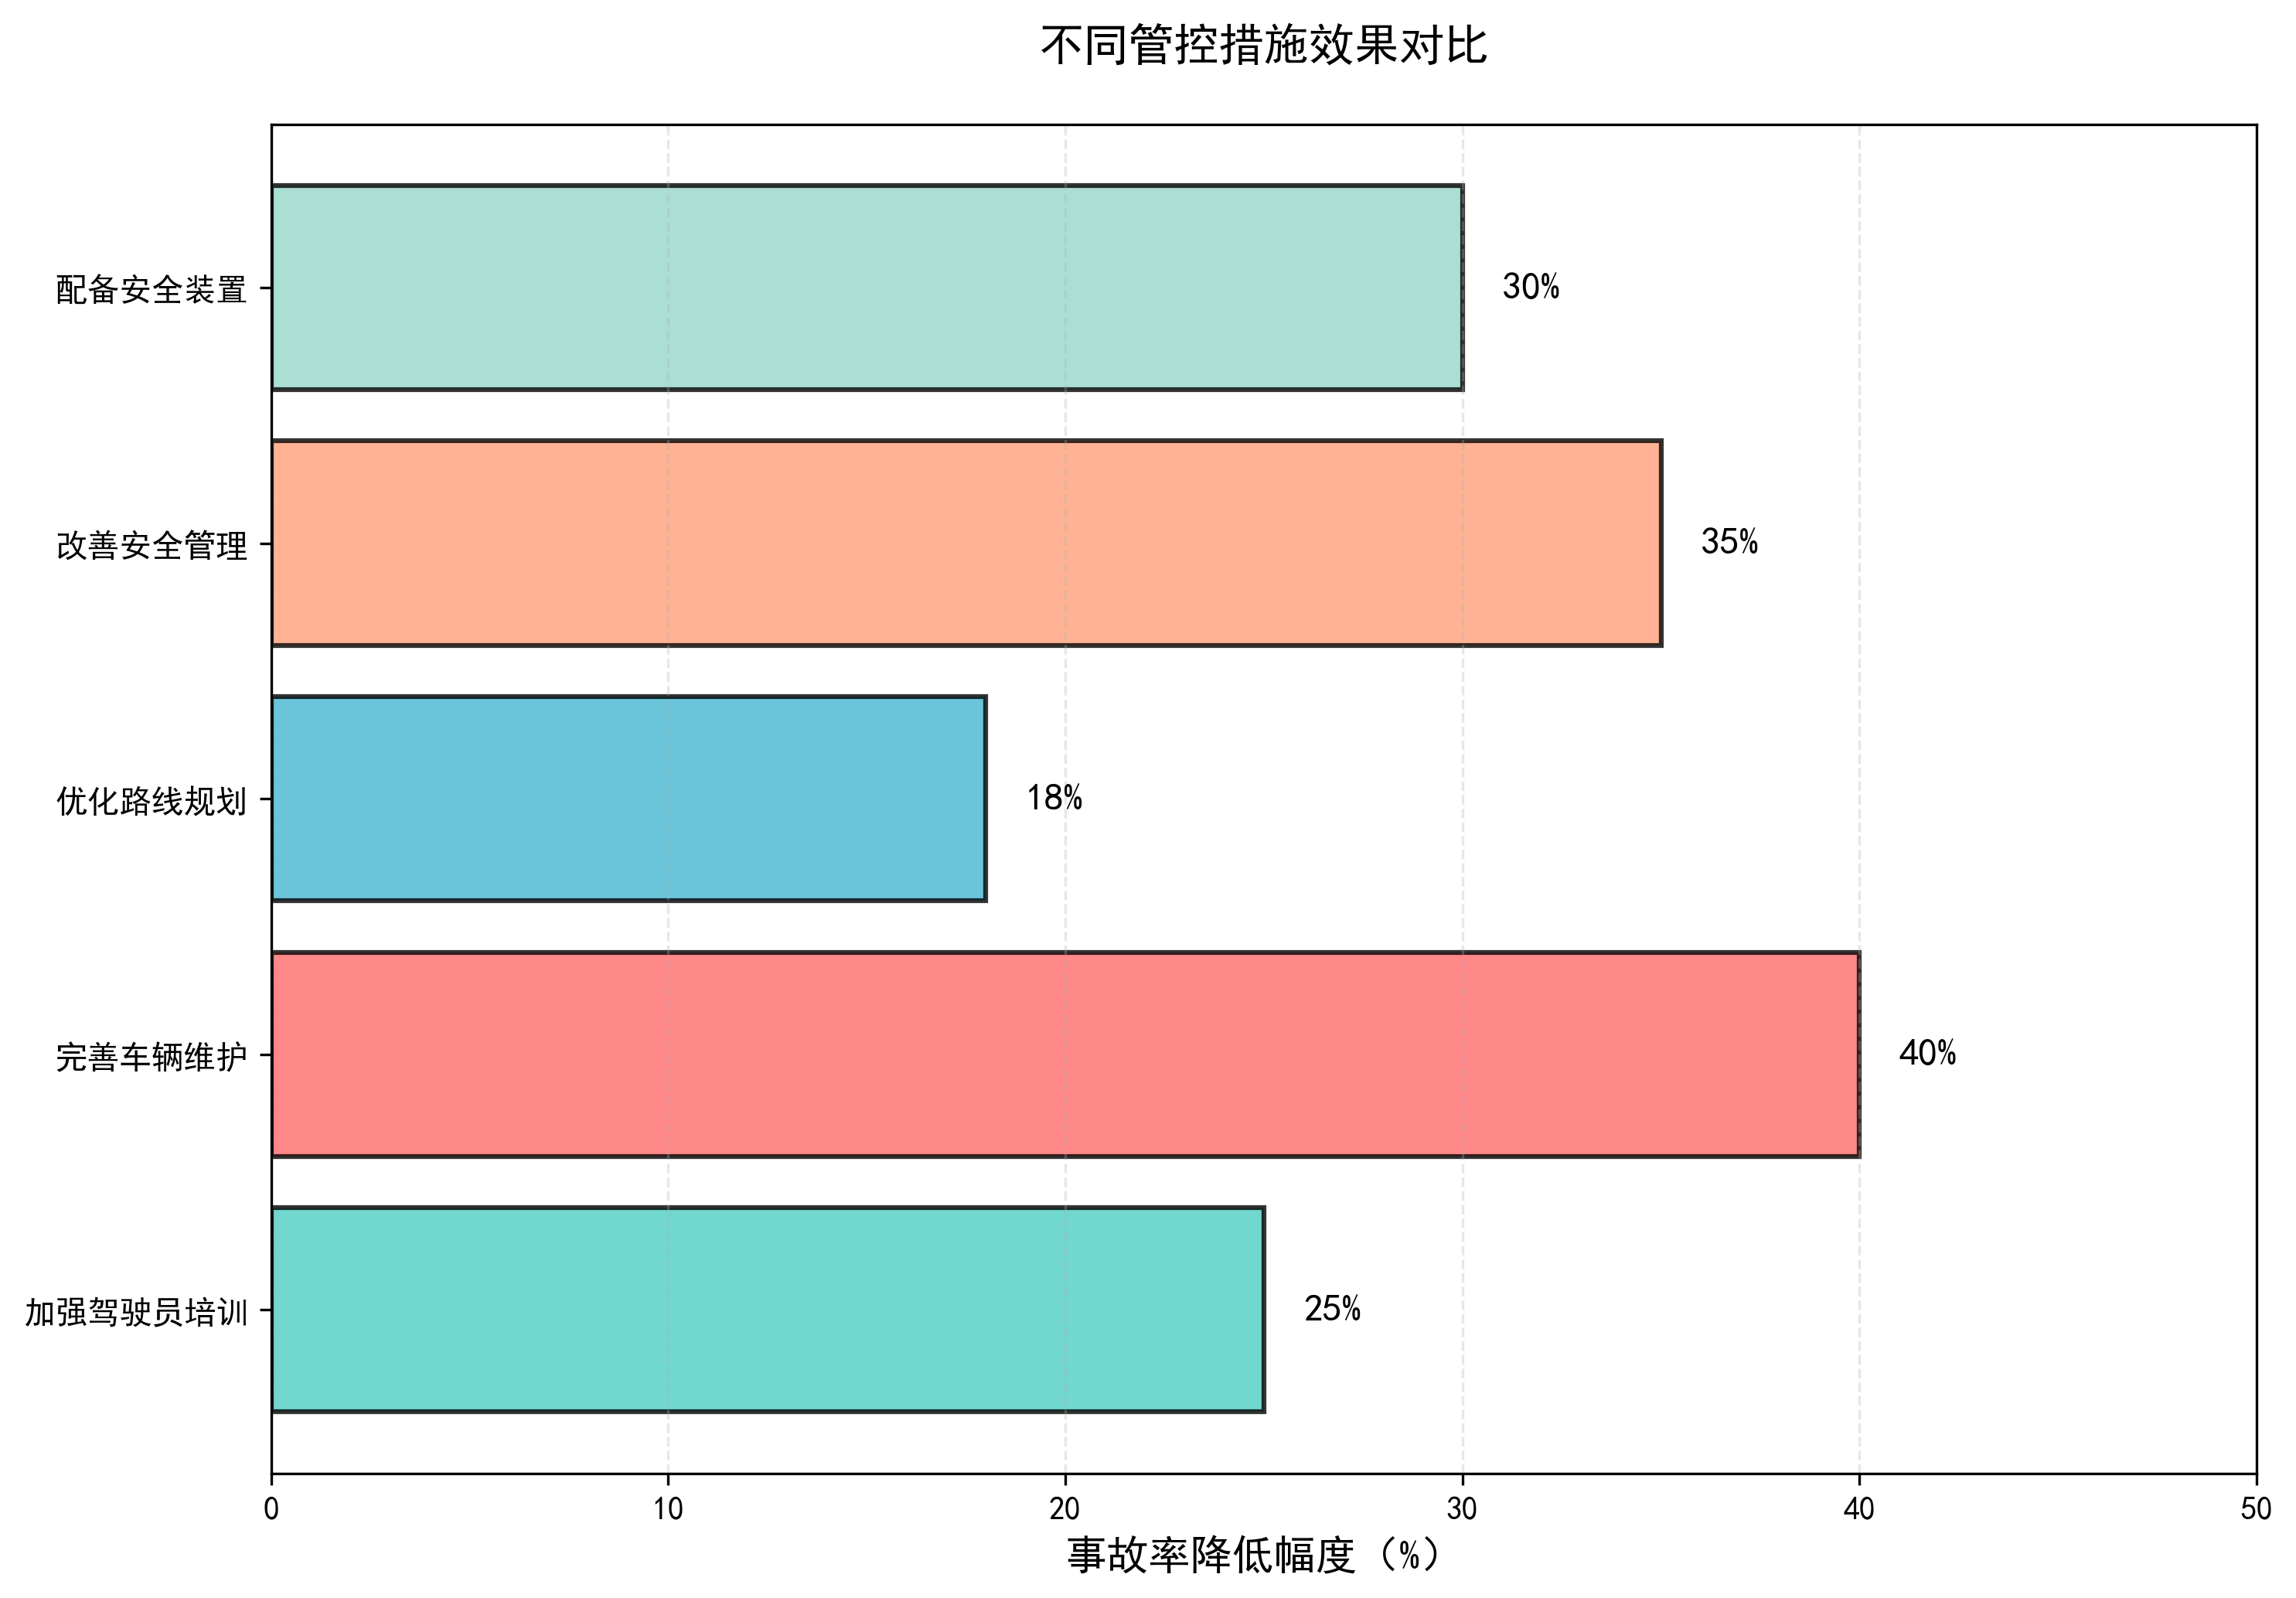 不同管控措施效果对比
配备安全装置
30%
改善安全管理
35%
优化路线规划
18%
完善车辆维护
40%
加强驾驶员培训
25%
0 10 20 30 40 50
事故率降低幅度（%）